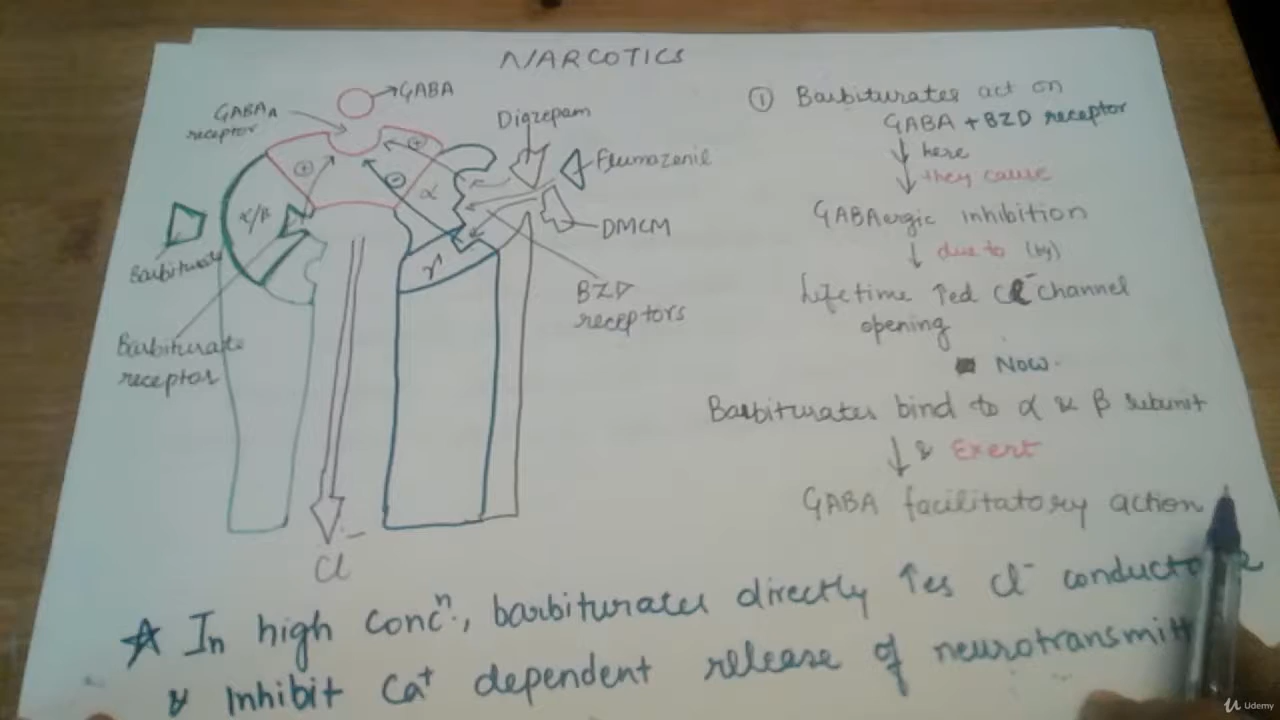 NARCOTICS
GABA
GABAA
receptor
Diazepam
Flumazenil
DMCM
BZD
receptors
α/β
α
γ
+
+
-
Barbiturate
Barbiturate
receptor
Cl-
① Barbiturates act on
GABA + BZD receptor
↓ here
↓ they cause
GABAergic inhibition
↓ due to (by)
Lifetime ↑ed Cl- channel
opening
Now.
Barbiturates bind to α & β subunit
↓ & Exert
GABA facilitatory action
☆ In high concn., barbiturates directly ↑es Cl-
& inhibit Ca+ dependent release of
Udemy